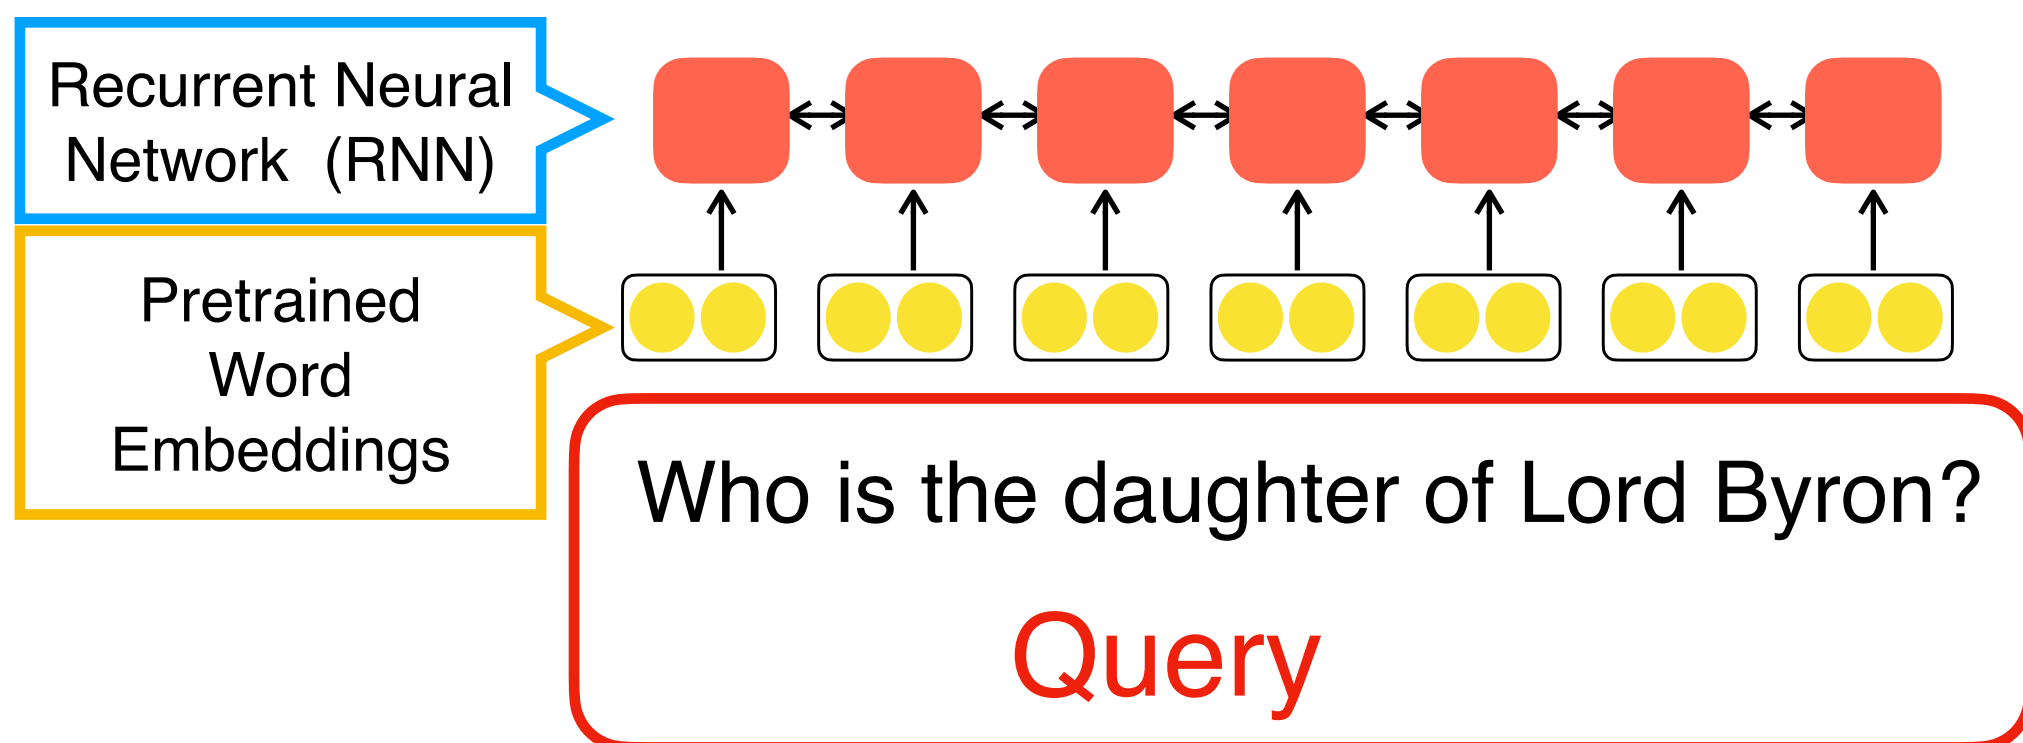 Recurrent Neural
Network (RNN)
Pretrained
Word
Embeddings
Who is the daughter of Lord Byron?
Query